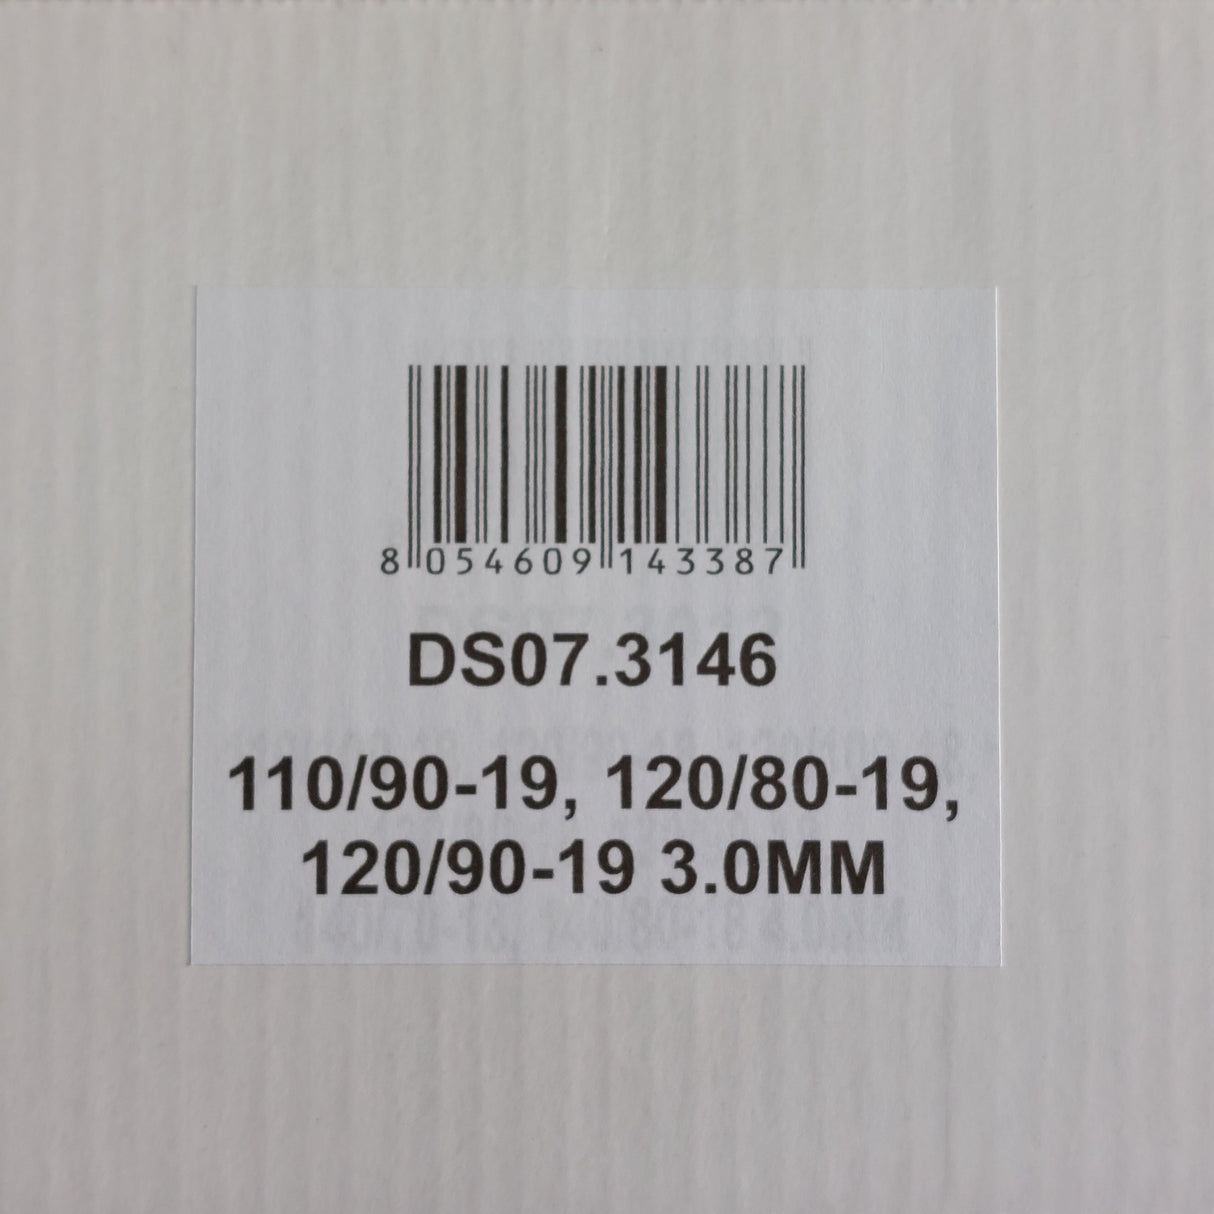 8 054609 143387
DS07.3146
110/90-19, 120/80-19,
120/90-19 3.0MM